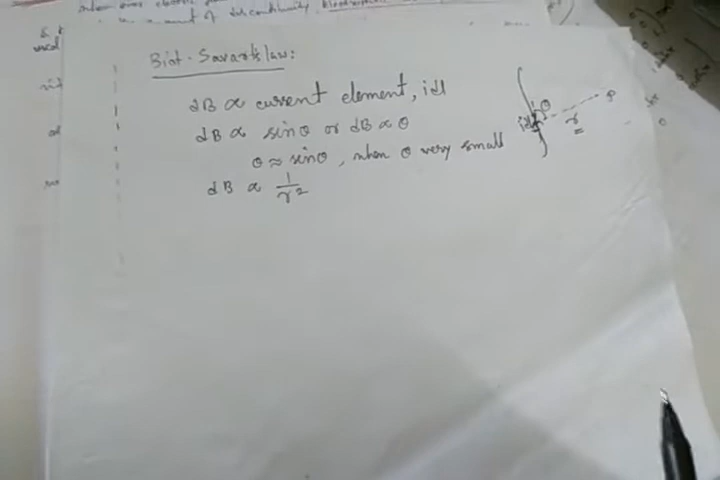 Biot-Savart's law:
dB ∝ current element, idl
dB ∝ sinθ or dB ∝ θ
θ ≈ sinθ, when θ very small
dB ∝ 1/r²
θ
P
idl
r